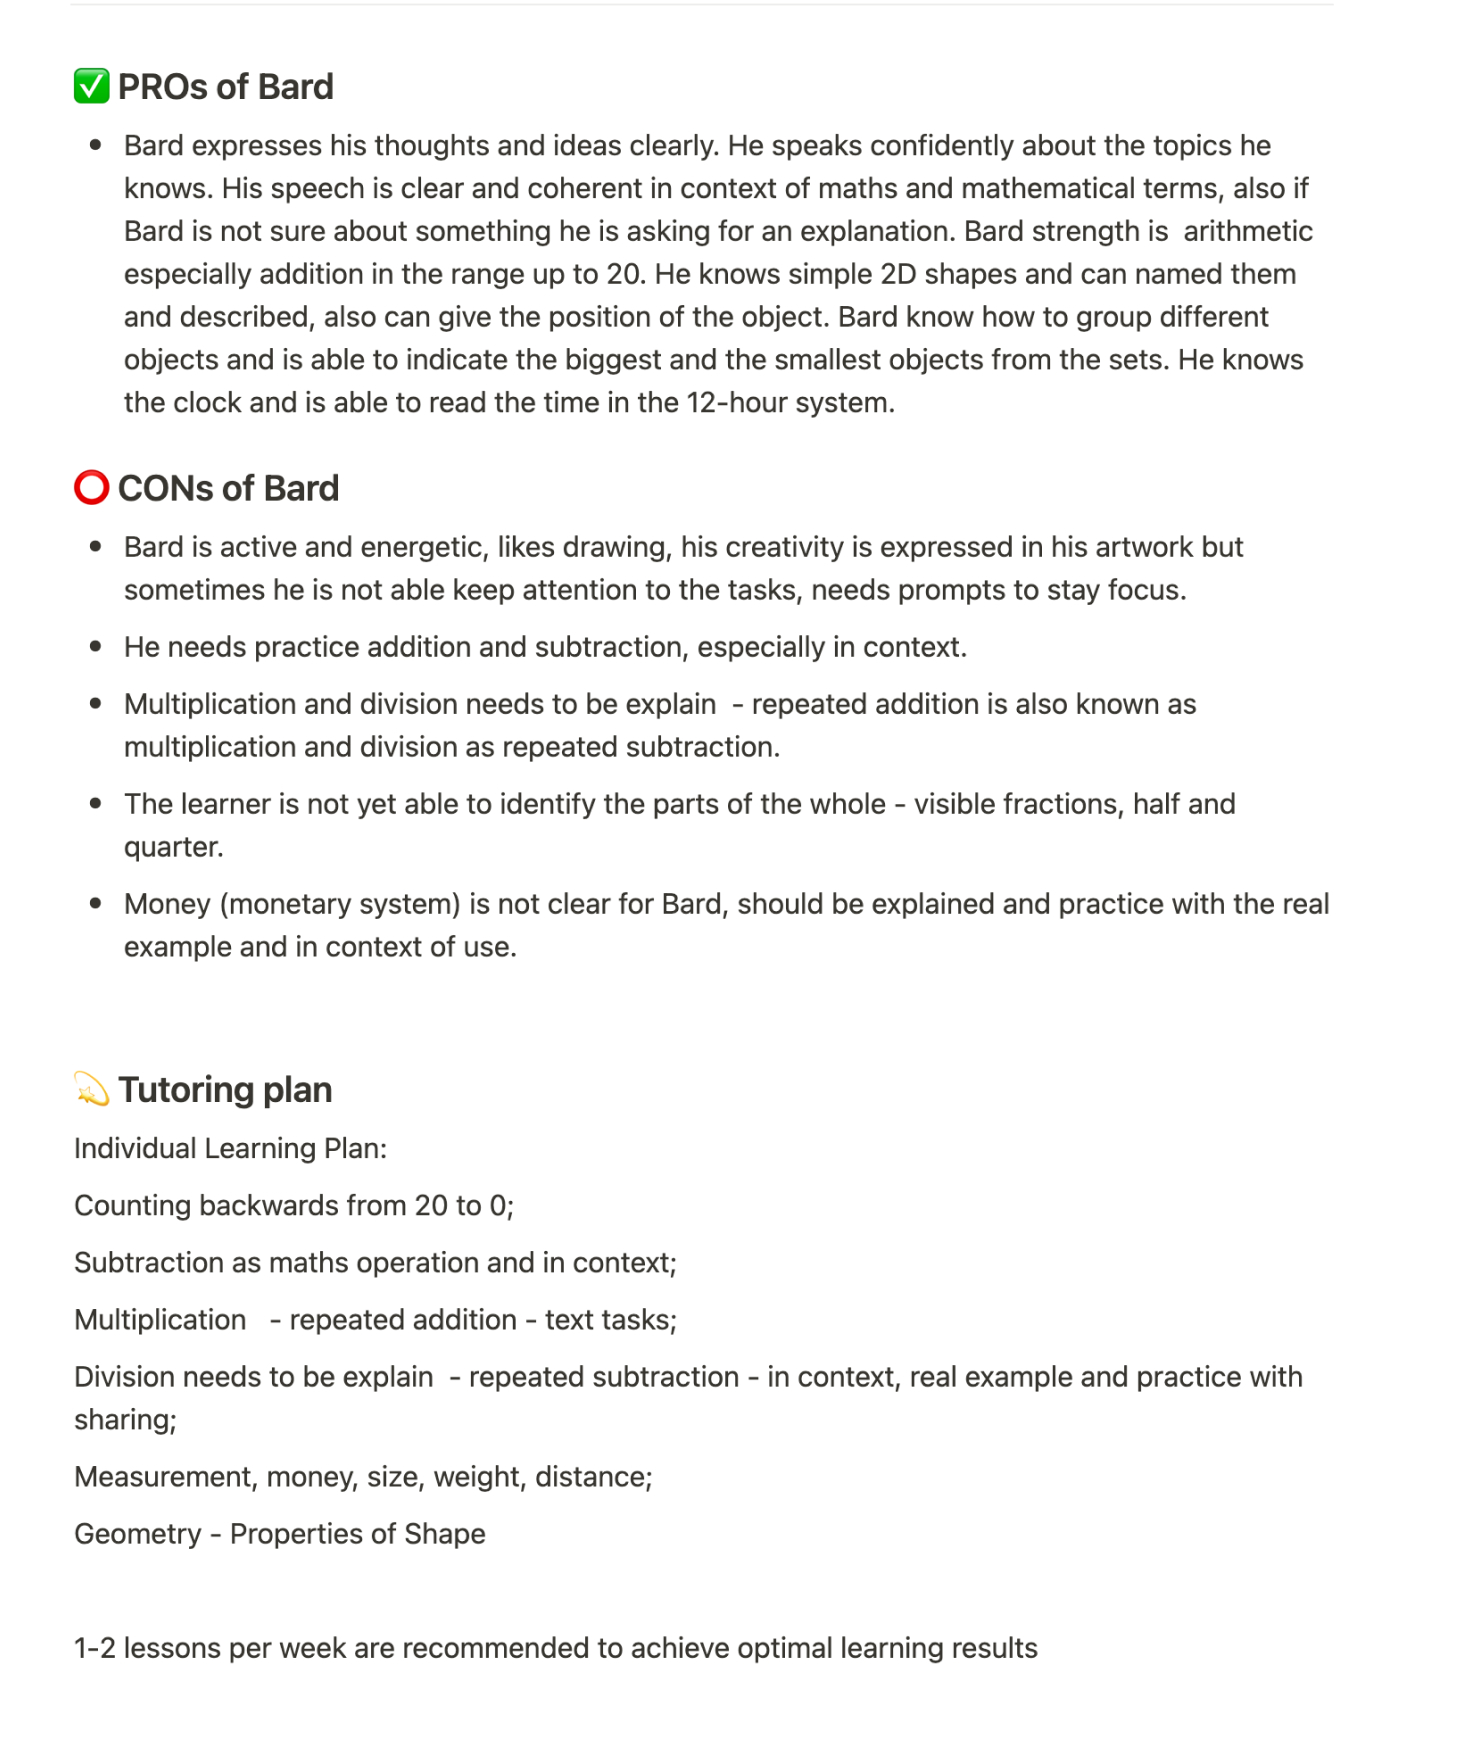 ✅ PROs of Bard
• Bard expresses his thoughts and ideas clearly. He speaks confidently about the topics he
knows. His speech is clear and coherent in context of maths and mathematical terms, also if
Bard is not sure about something he is asking for an explanation. Bard strength is  arithmetic
especially addition in the range up to 20. He knows simple 2D shapes and can named them
and described, also can give the position of the object. Bard know how to group different
objects and is able to indicate the biggest and the smallest objects from the sets. He knows
the clock and is able to read the time in the 12-hour system.
⭕ CONs of Bard
• Bard is active and energetic, likes drawing, his creativity is expressed in his artwork but
sometimes he is not able keep attention to the tasks, needs prompts to stay focus.
• He needs practice addition and subtraction, especially in context.
• Multiplication and division needs to be explain  - repeated addition is also known as
multiplication and division as repeated subtraction.
• The learner is not yet able to identify the parts of the whole - visible fractions, half and
quarter.
• Money (monetary system) is not clear for Bard, should be explained and practice with the real
example and in context of use.
💫 Tutoring plan
Individual Learning Plan:
Counting backwards from 20 to 0;
Subtraction as maths operation and in context;
Multiplication   - repeated addition - text tasks;
Division needs to be explain  - repeated subtraction - in context, real example and practice with
sharing;
Measurement, money, size, weight, distance;
Geometry - Properties of Shape
1-2 lessons per week are recommended to achieve optimal learning results